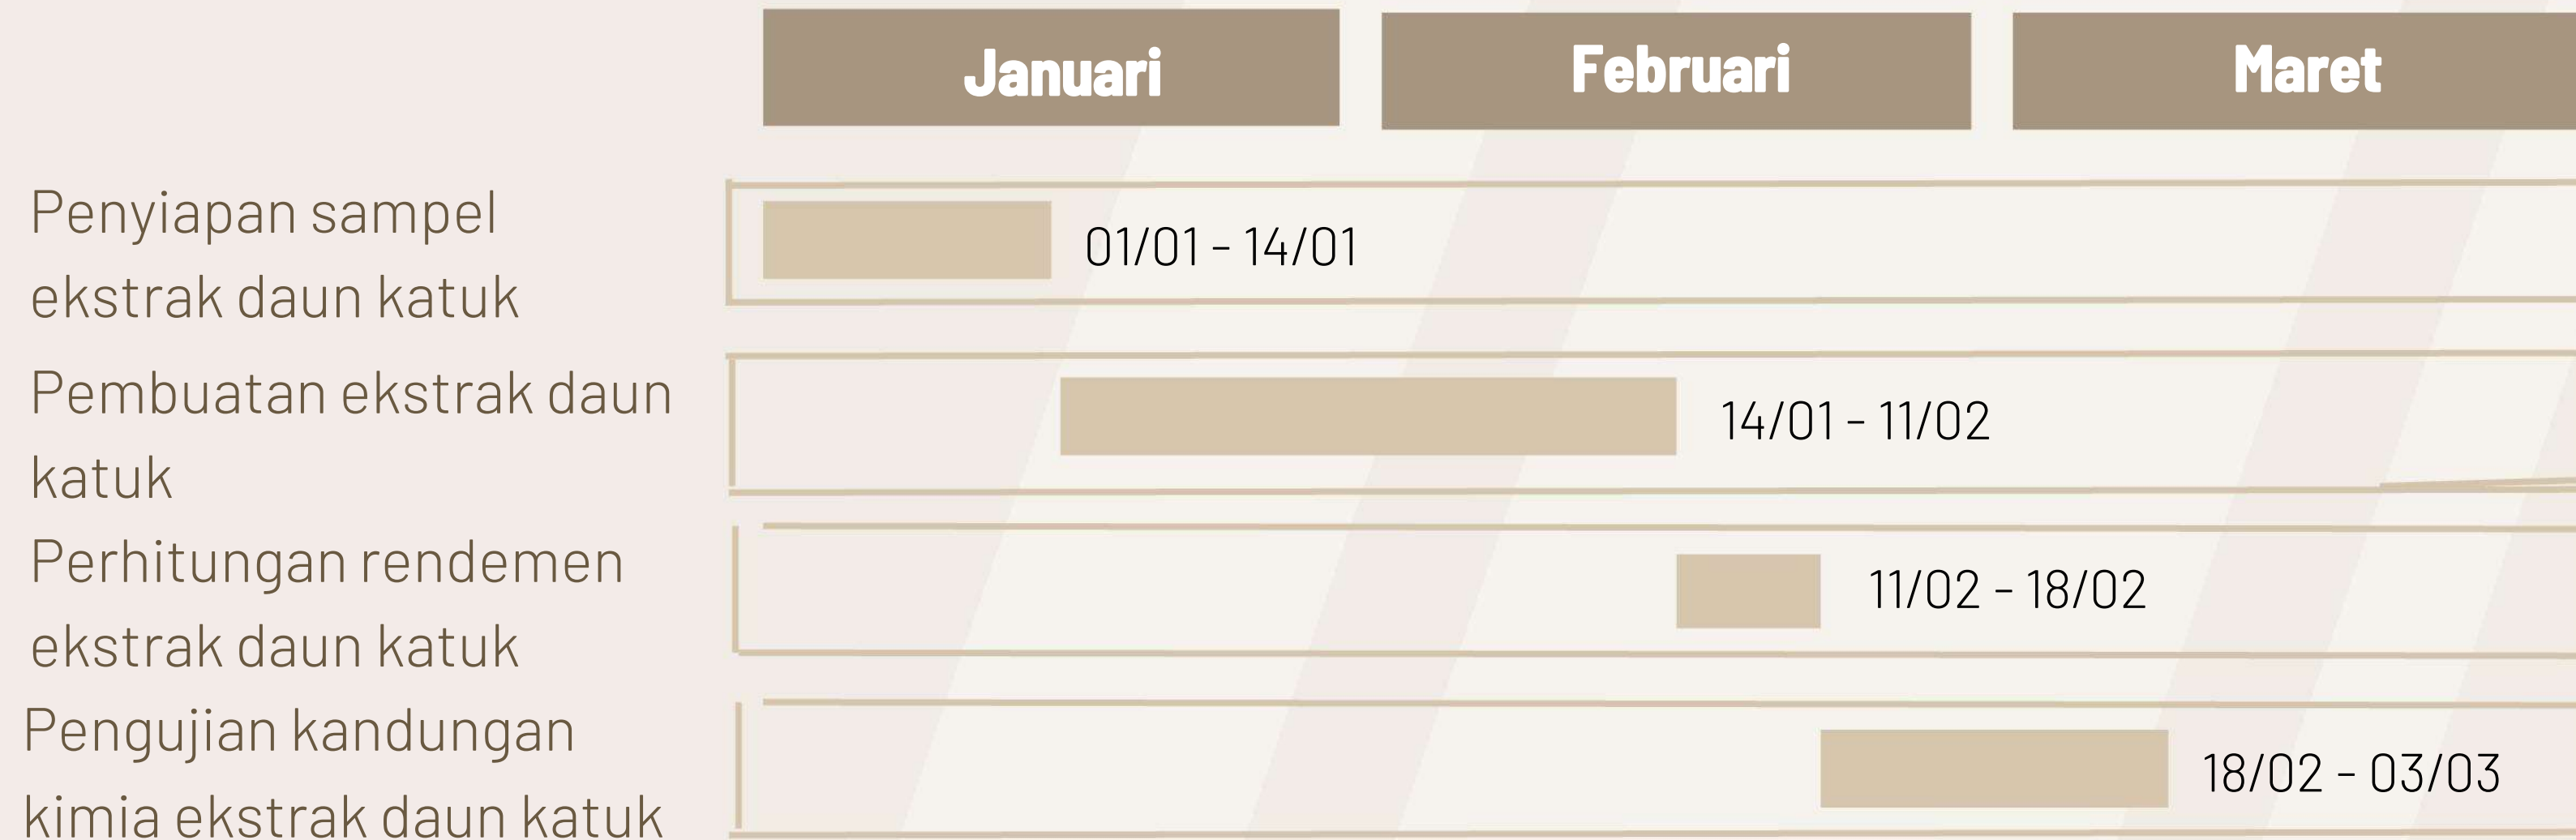 Januari Februari Maret
Penyiapan sampel
ekstrak daun katuk
01/01 - 14/01
Pembuatan ekstrak daun
katuk
14/01 - 11/02
Perhitungan rendemen
ekstrak daun katuk
11/02 - 18/02
Pengujian kandungan
kimia ekstrak daun katuk
18/02 - 03/03